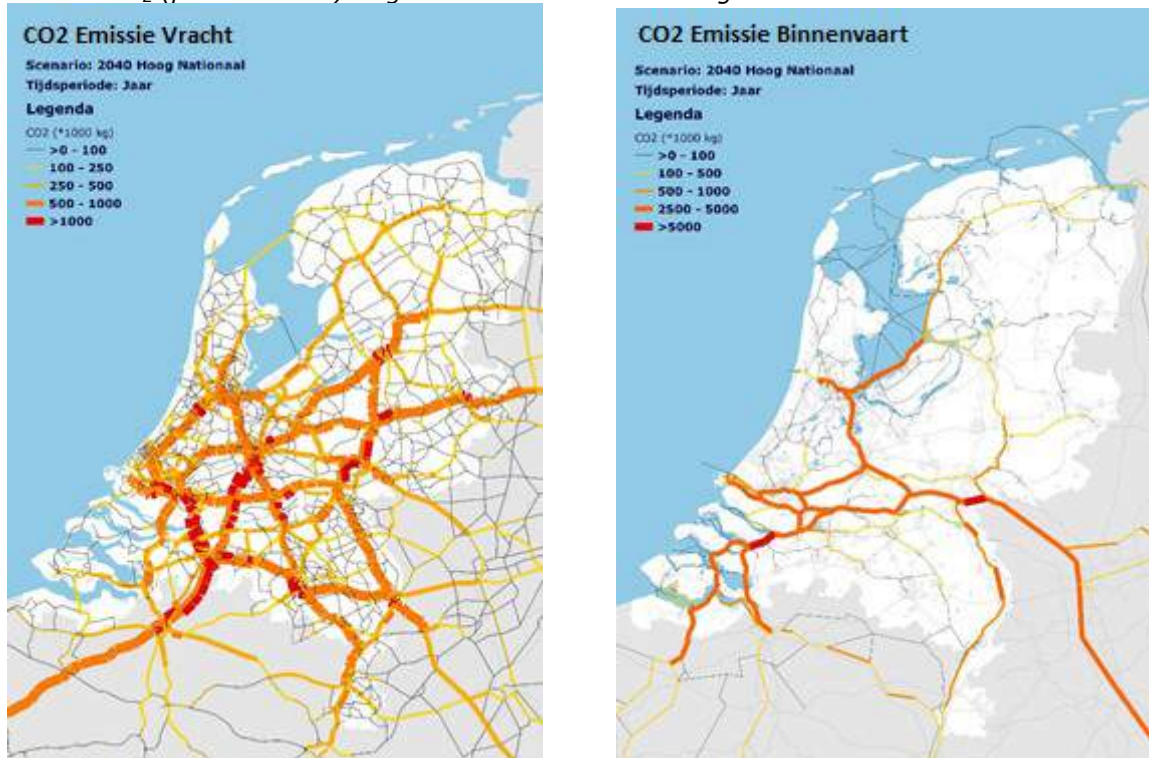 CO2 Emissie Vracht
Scenario: 2040 Hoog Nationaal
Tijdsperiode: Jaar
Legenda
CO2 (*1000 kg)
>0 - 100
100 - 250
250 - 500
500 - 1000
>1000
CO2 Emissie Binnenvaart
Scenario: 2040 Hoog Nationaal
Tijdsperiode: Jaar
Legenda
CO2 (*1000 kg)
>0 - 100
100 - 500
500 - 1000
2500 - 5000
>5000